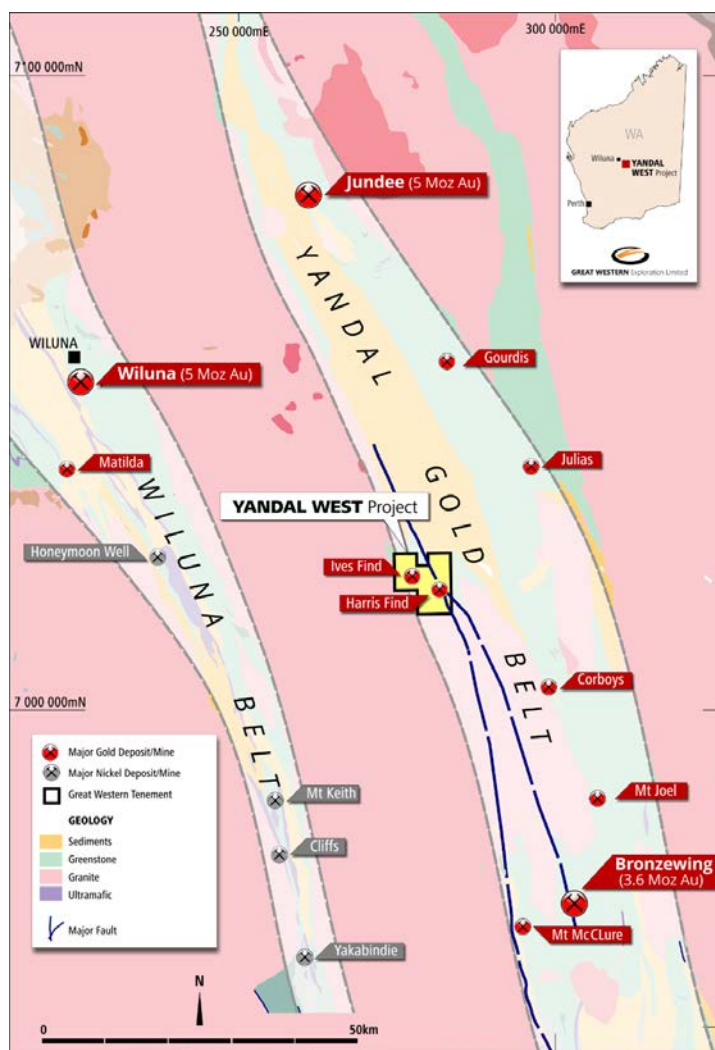 250 000mE
300 000mE
7100 000mN
WA
Wiluna
YANDAL
WEST Project
Perth
GREAT WESTERN Exploration Limited
Jundee (5 Moz Au)
YANDAL
GOLD
BELT
WILUNA
Wiluna (5 Moz Au)
Gourdis
Matilda
Julias
WILUNA
BELT
YANDAL WEST Project
Honeymoon Well
Ives Find
Harris Find
Corboys
7 000 000mN
Major Gold Deposit/Mine
Major Nickel Deposit/Mine
Great Western Tenement
GEOLOGY
Sediments
Greenstone
Granite
Ultramafic
Major Fault
Mt Keith
Mt Joel
Cliffs
Bronzewing
(3.6 Moz Au)
Mt McCLure
Yakabindie
N
0
50km